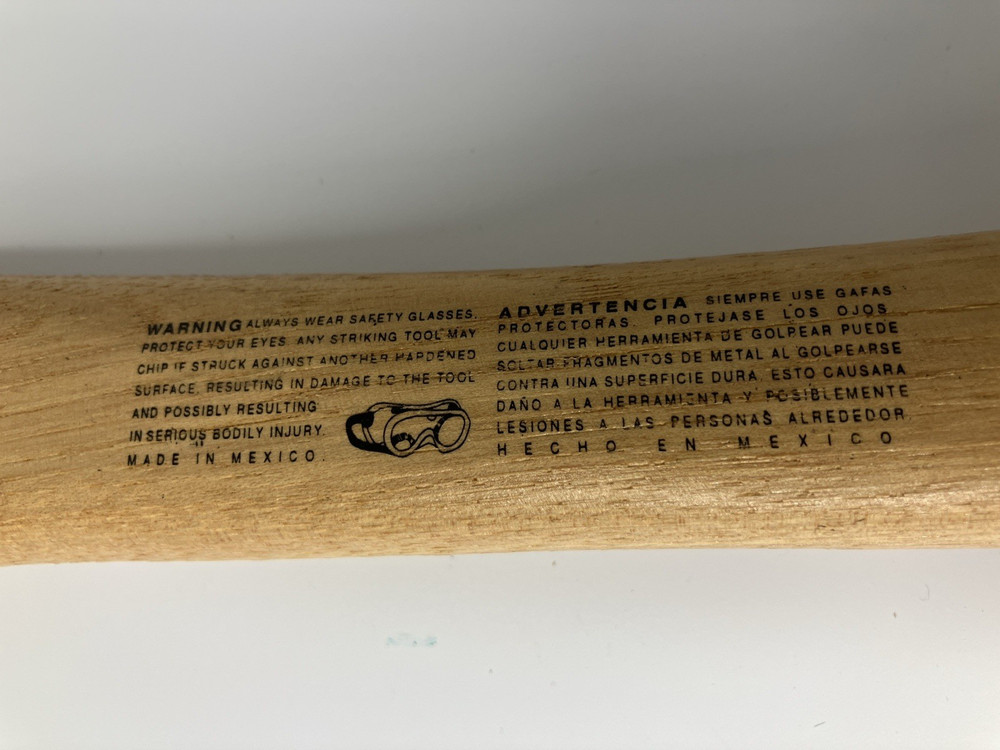 WARNING ALWAYS WEAR SAFETY GLASSES.
PROTECT YOUR EYES. ANY STRIKING TOOL MAY
CHIP IF STRUCK AGAINST ANOTHER HARDENED
SURFACE, RESULTING IN DAMAGE TO THE TOOL
AND POSSIBLY RESULTING
IN SERIOUS BODILY INJURY.
MADE IN MEXICO.
ADVERTENCIA SIEMPRE USE GAFAS
PROTECTORAS. PROTEJASE LOS OJOS
CUALQUIER HERRAMIENTA DE GOLPEAR PUEDE
SOLTAR FRAGMENTOS DE METAL AL GOLPEARSE
CONTRA UNA SUPERFICIE DURA. ESTO CAUSARA
DAÑO A LA HERRAMIENTA Y POSIBLEMENTE
LESIONES A LAS PERSONAS ALREDEDOR.
HECHO EN MEXICO